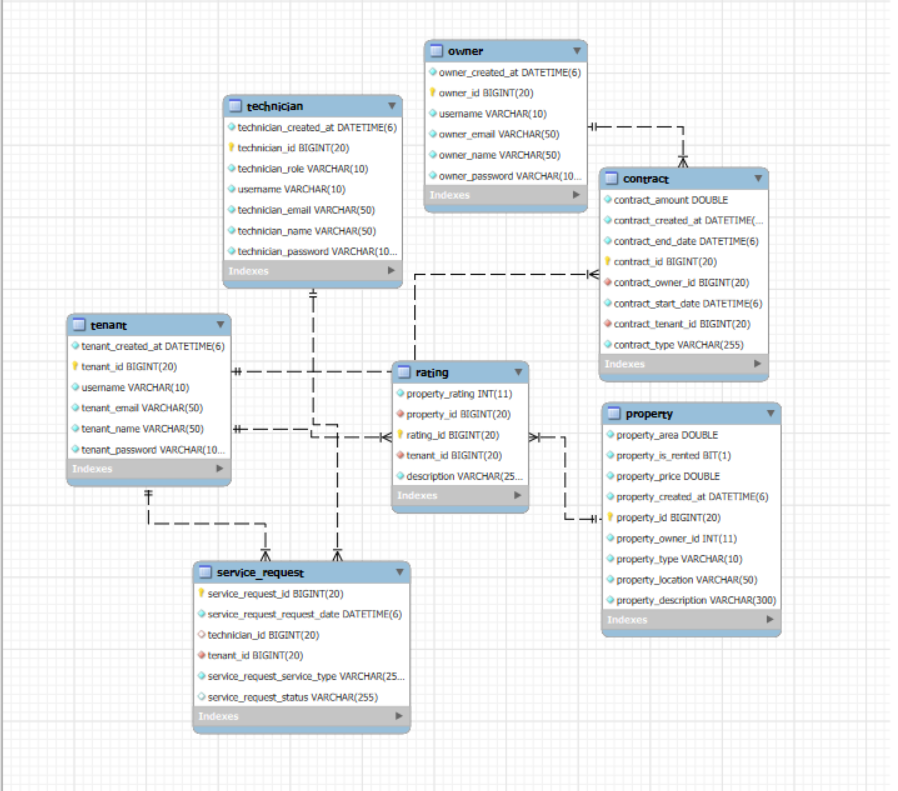 owner
owner_created_at DATETIME(6)
owner_id BIGINT(20)
username VARCHAR(10)
owner_email VARCHAR(50)
owner_name VARCHAR(50)
owner_password VARCHAR(10...
Indexes
technician
technician_created_at DATETIME(6)
technician_id BIGINT(20)
technician_role VARCHAR(10)
username VARCHAR(10)
technician_email VARCHAR(50)
technician_name VARCHAR(50)
technician_password VARCHAR(10...
Indexes
contract
contract_amount DOUBLE
contract_created_at DATETIME(...
contract_end_date DATETIME(6)
contract_id BIGINT(20)
contract_owner_id BIGINT(20)
contract_start_date DATETIME(6)
contract_tenant_id BIGINT(20)
contract_type VARCHAR(255)
Indexes
tenant
tenant_created_at DATETIME(6)
tenant_id BIGINT(20)
username VARCHAR(10)
tenant_email VARCHAR(50)
tenant_name VARCHAR(50)
tenant_password VARCHAR(10...
Indexes
rating
property_rating INT(11)
property_id BIGINT(20)
rating_id BIGINT(20)
tenant_id BIGINT(20)
description VARCHAR(25...
Indexes
property
property_area DOUBLE
property_is_rented BIT(1)
property_price DOUBLE
property_created_at DATETIME(6)
property_id BIGINT(20)
property_owner_id INT(11)
property_type VARCHAR(10)
property_location VARCHAR(50)
property_description VARCHAR(300)
Indexes
service_request
service_request_id BIGINT(20)
service_request_request_date DATETIME(6)
technician_id BIGINT(20)
tenant_id BIGINT(20)
service_request_service_type VARCHAR(25...
service_request_status VARCHAR(255)
Indexes